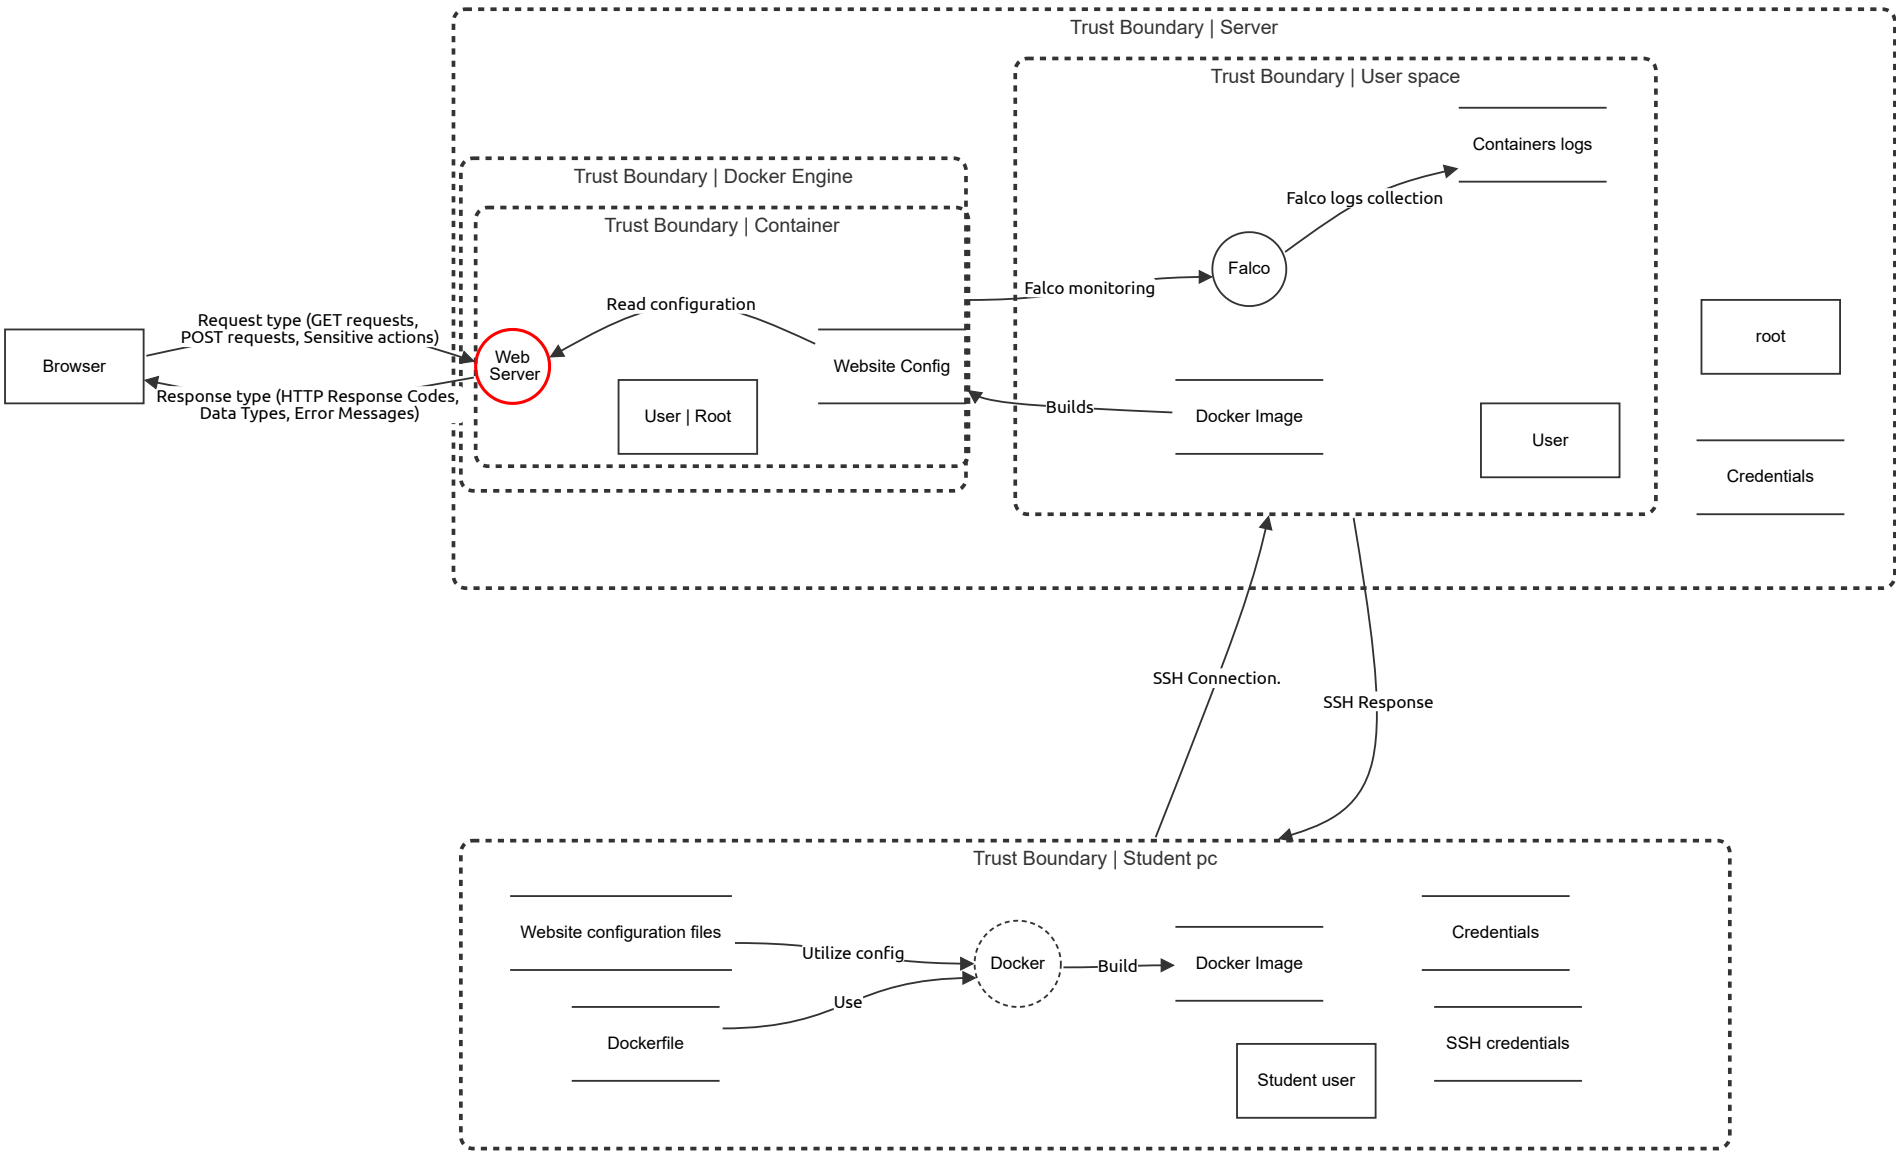 Trust Boundary | Server
Trust Boundary | User space
Containers logs
Trust Boundary | Docker Engine
Falco logs collection
Trust Boundary | Container
Falco
Falco monitoring
Read configuration
Request type (GET requests,
POST requests, Sensitive actions)
root
Browser
Web
Server
Website Config
Response type (HTTP Response Codes,
Data Types, Error Messages)
User | Root
Builds
Docker Image
User
Credentials
SSH Connection.
SSH Response
Trust Boundary | Student pc
Website configuration files
Credentials
Utilize config
Docker
Build
Docker Image
Use
Dockerfile
SSH credentials
Student user